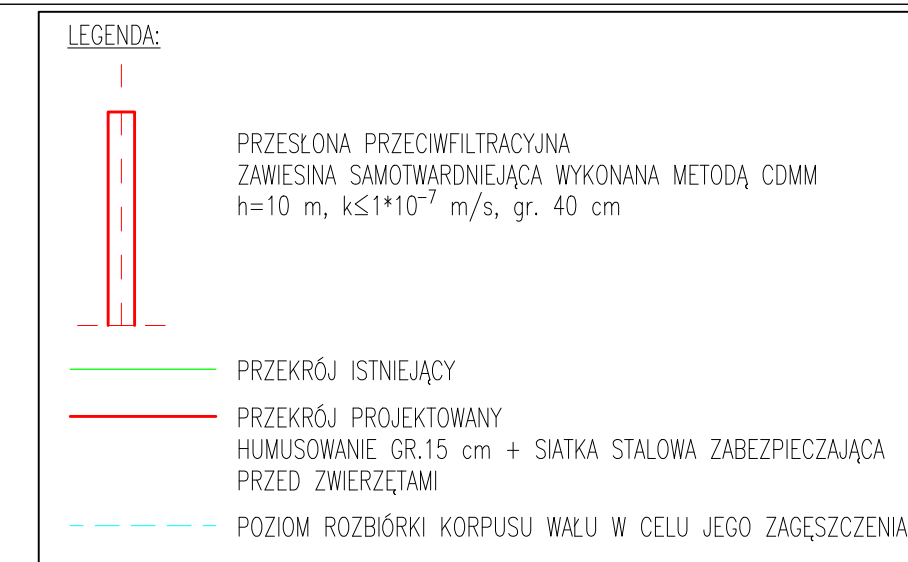 LEGENDA:
PRZESŁONA PRZECIWFILTRACYJNA
ZAWIESINA SAMOTWARDNIEJĄCA WYKONANA METODĄ CDMM
h=10 m, k≤1*10⁻⁷ m/s, gr. 40 cm
PRZEKRÓJ ISTNIEJĄCY
PRZEKRÓJ PROJEKTOWANY
HUMUSOWANIE GR.15 cm + SIATKA STALOWA ZABEZPIECZAJĄCA
PRZED ZWIERZĘTAMI
POZIOM ROZBIÓRKI KORPUSU WAŁU W CELU JEGO ZAGĘSZCZENIA